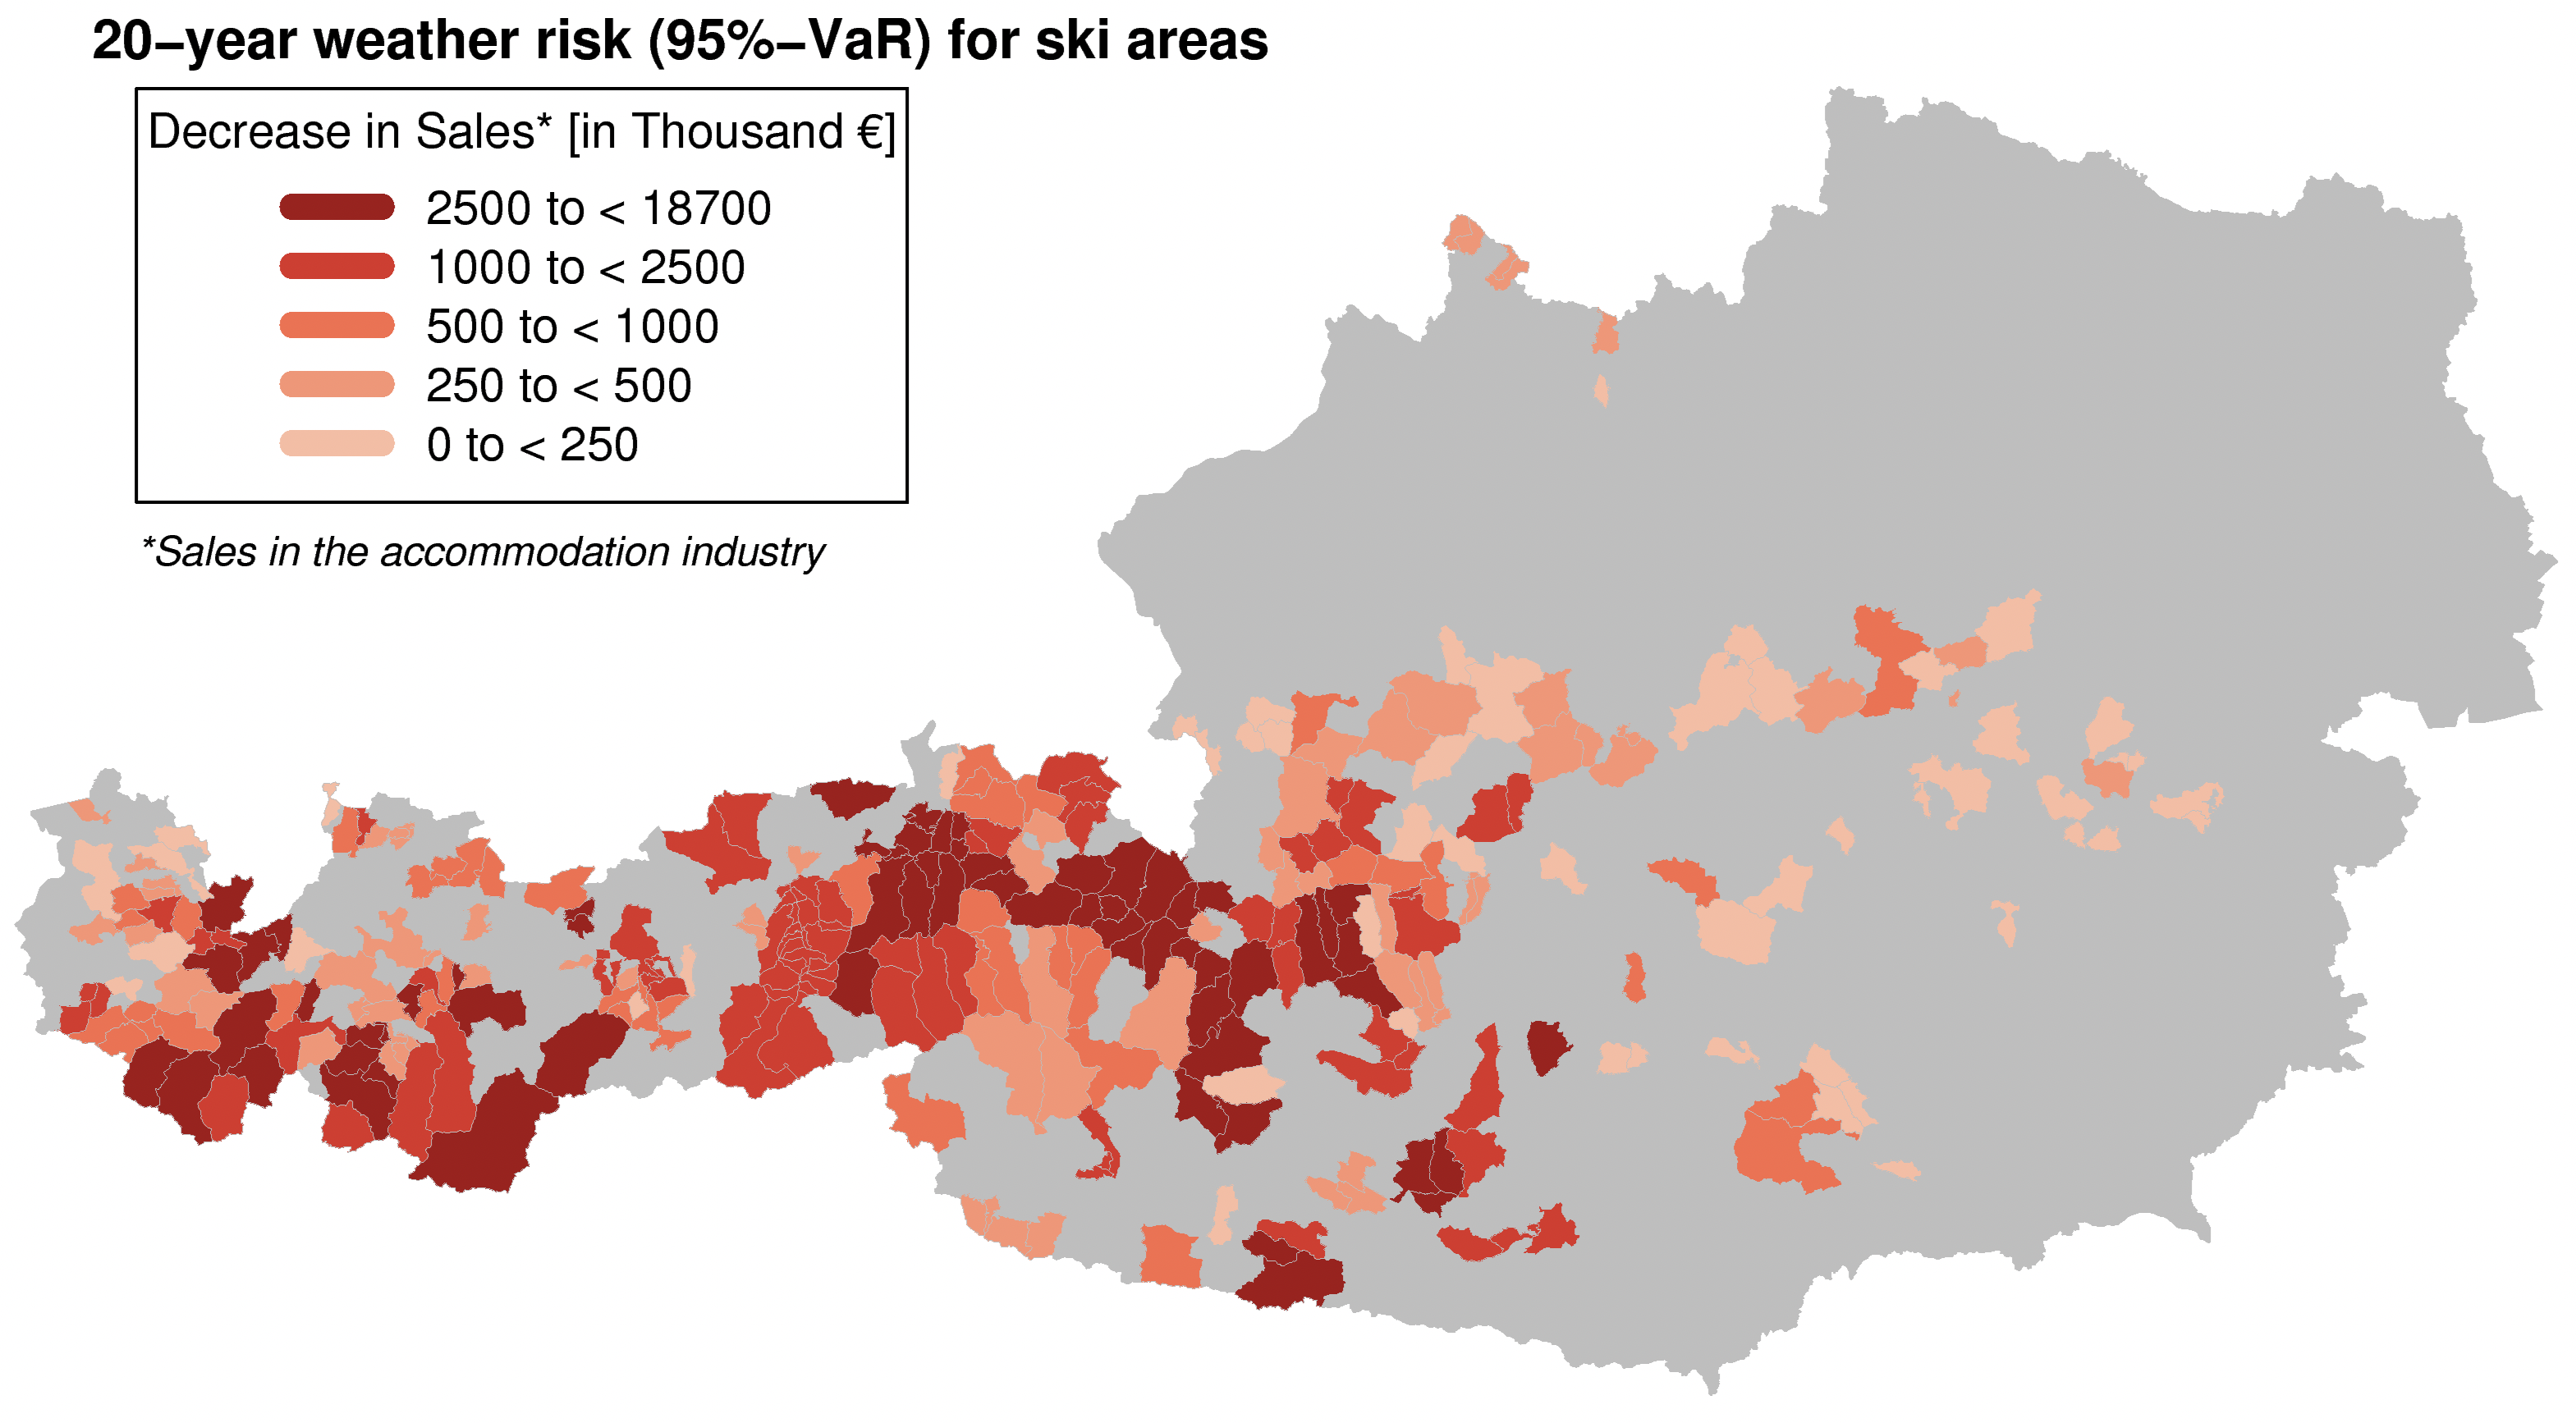 20−year weather risk (95%−VaR) for ski areas
Decrease in Sales* [in Thousand €]
2500 to < 18700
1000 to < 2500
500 to < 1000
250 to < 500
0 to < 250
*Sales in the accommodation industry